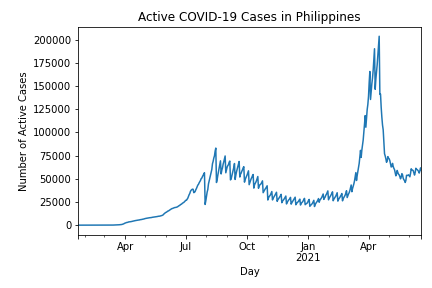 Active COVID-19 Cases in Philippines
200000
175000
150000
125000
100000
75000
50000
25000
0
Number of Active Cases
Apr
Jul
Oct
Jan
2021
Apr
Day